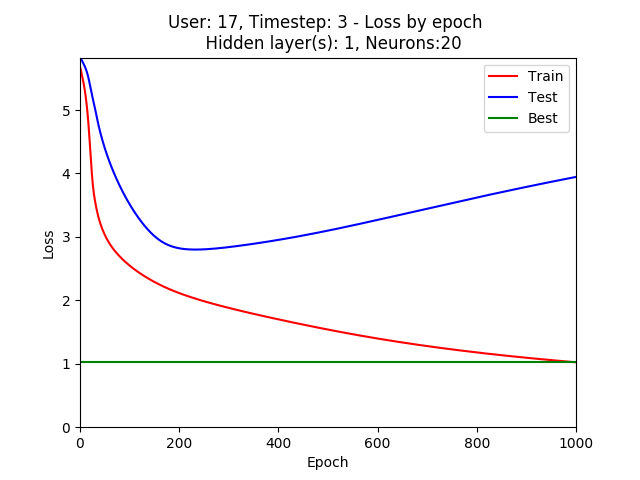 User: 17, Timestep: 3 - Loss by epoch
Hidden layer(s): 1, Neurons:20
Train
Test
Best
5
4
3
2
1
0
Loss
0 200 400 600 800 1000
Epoch